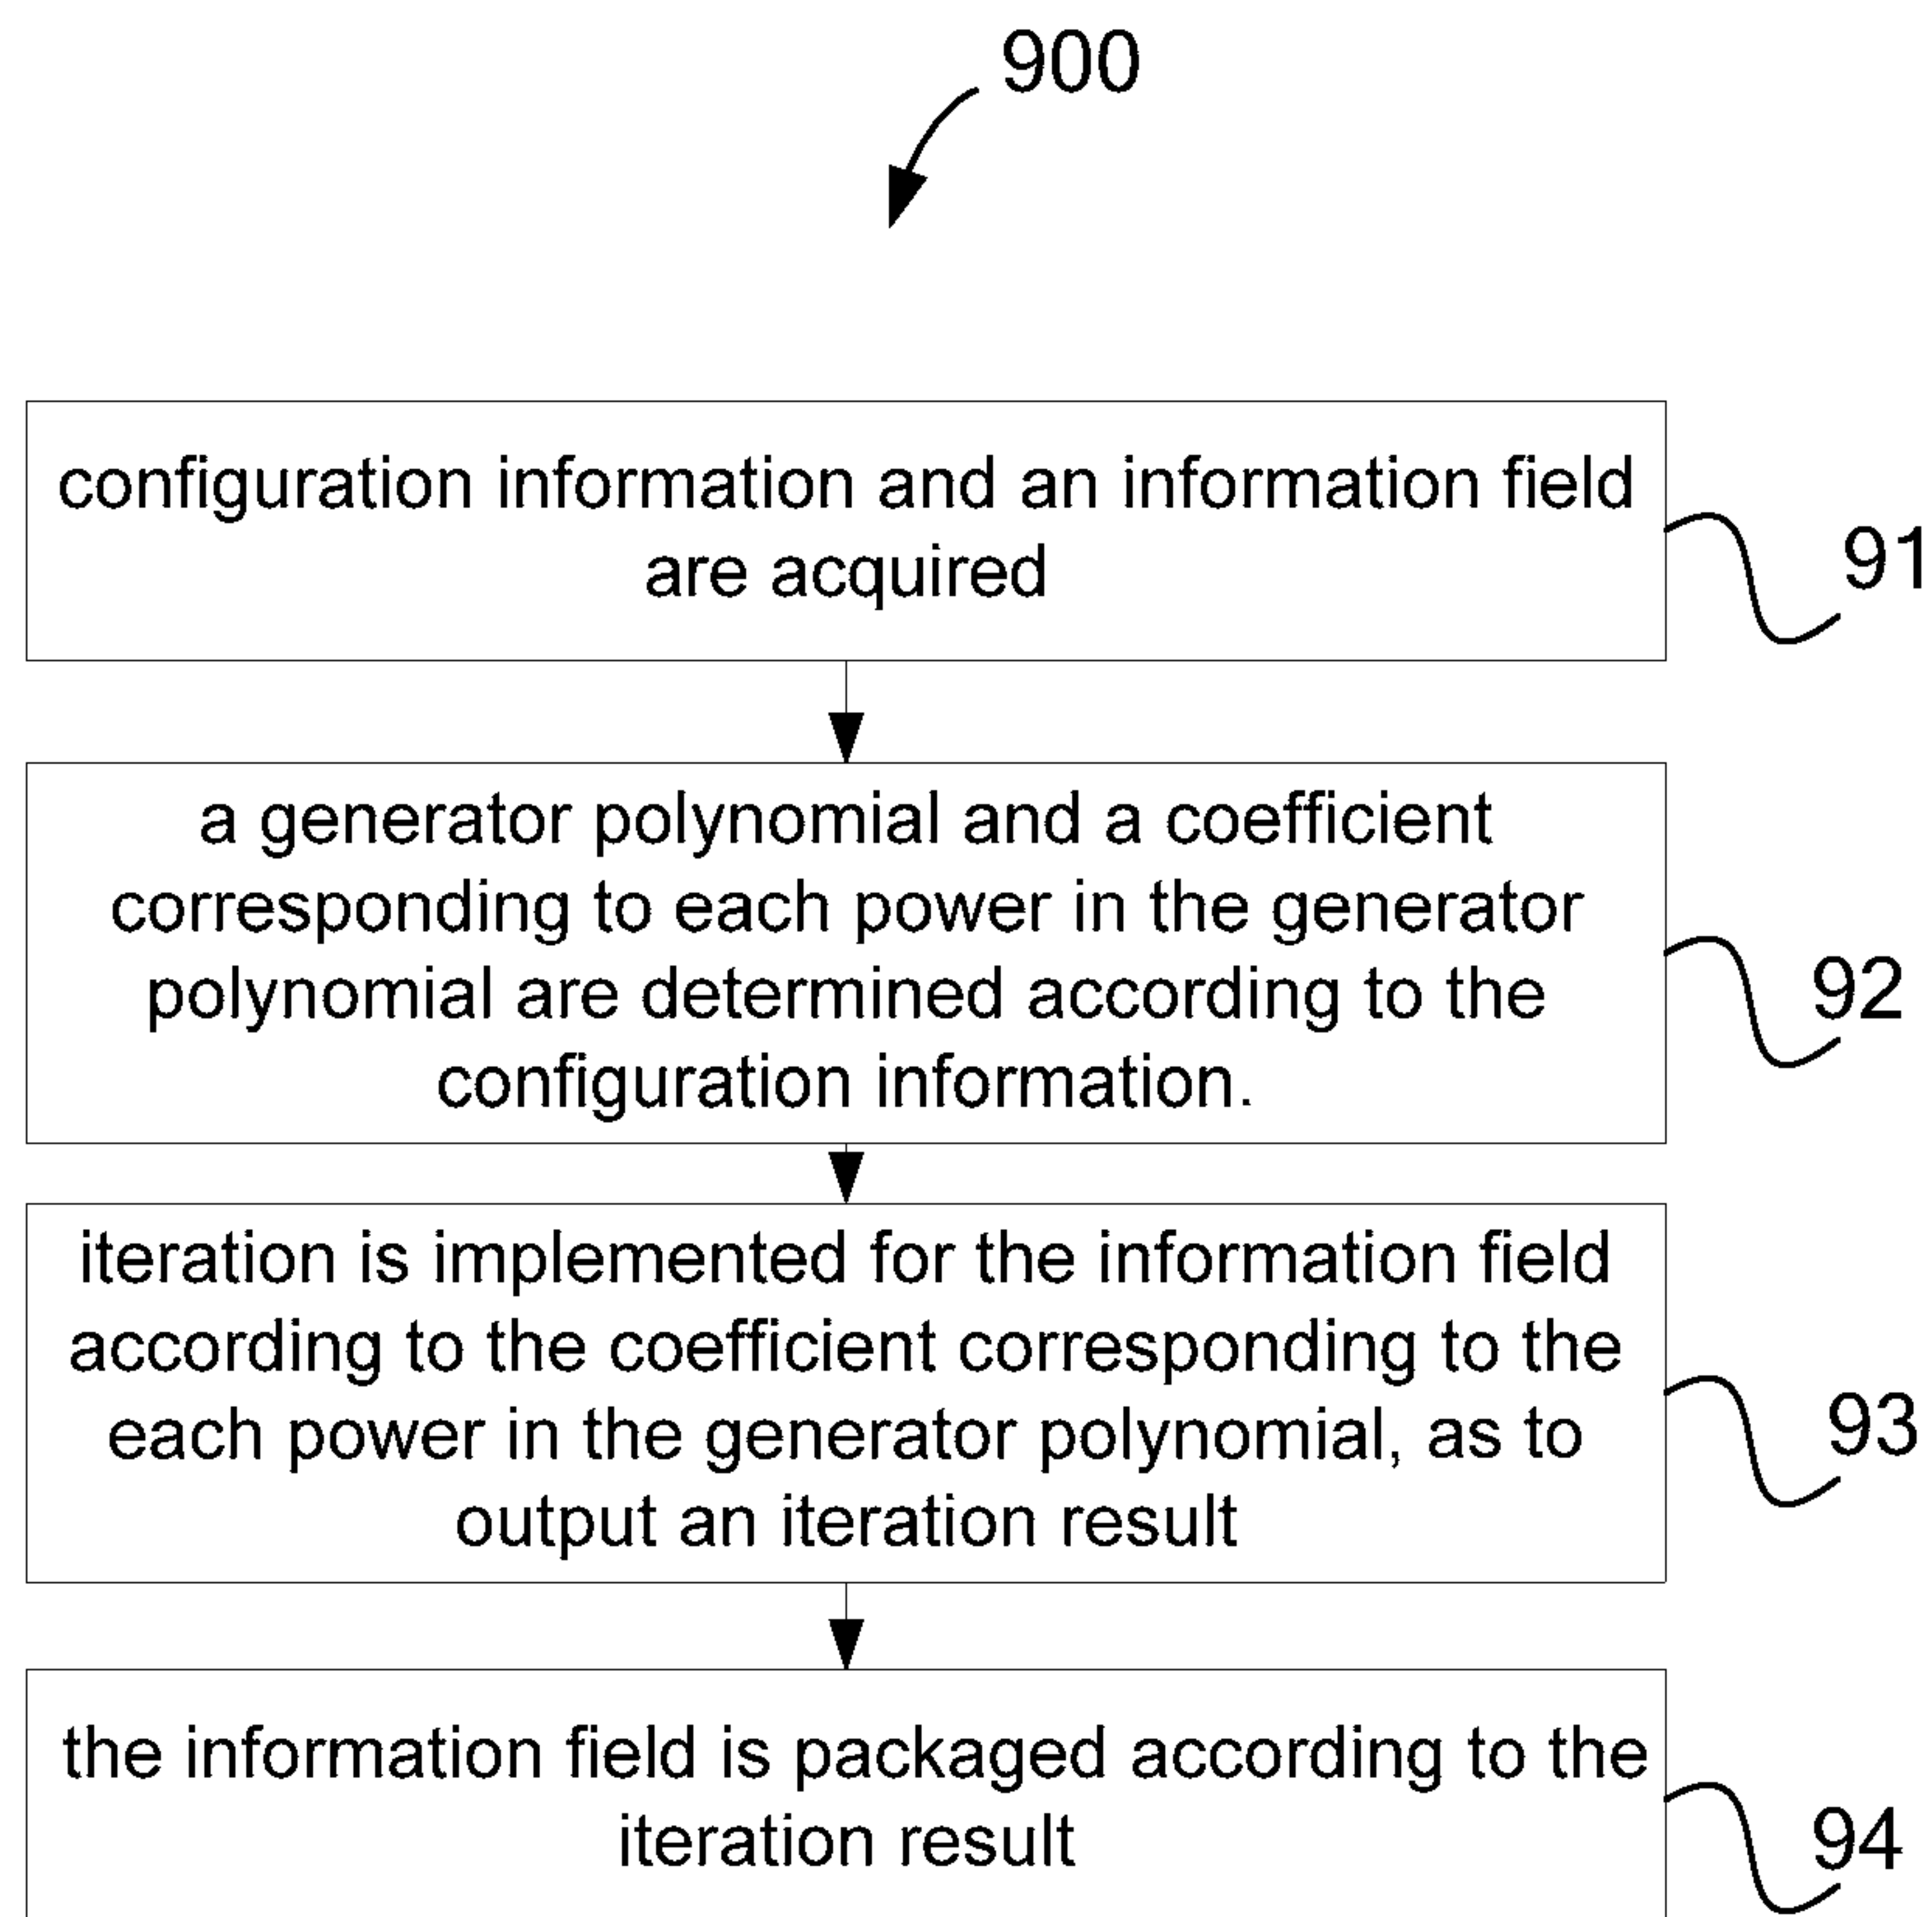 900
configuration information and an information field
are acquired
91
a generator polynomial and a coefficient
corresponding to each power in the generator
polynomial are determined according to the
configuration information.
92
iteration is implemented for the information field
according to the coefficient corresponding to the
each power in the generator polynomial, as to
output an iteration result
93
the information field is packaged according to the
iteration result
94